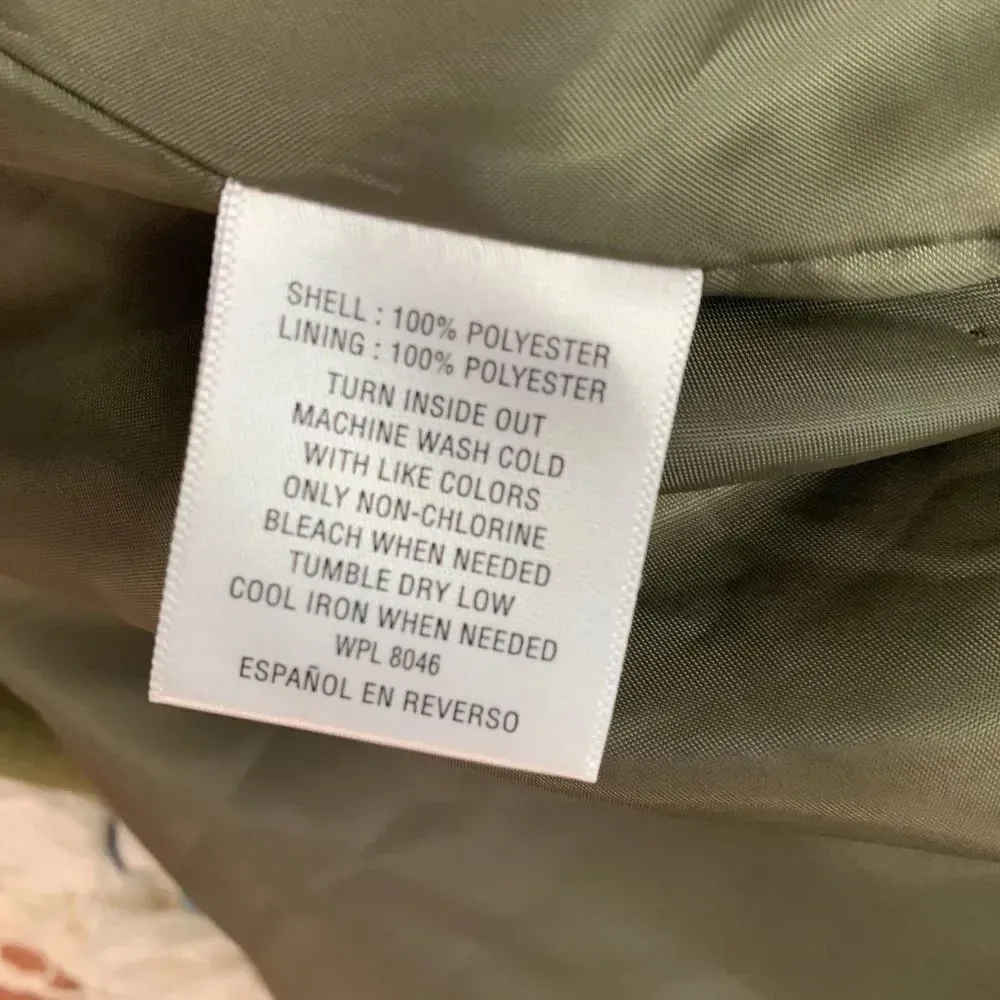 SHELL : 100% POLYESTER
LINING : 100% POLYESTER
TURN INSIDE OUT
MACHINE WASH COLD
WITH LIKE COLORS
ONLY NON-CHLORINE
BLEACH WHEN NEEDED
TUMBLE DRY LOW
COOL IRON WHEN NEEDED
WPL 8046
ESPAÑOL EN REVERSO